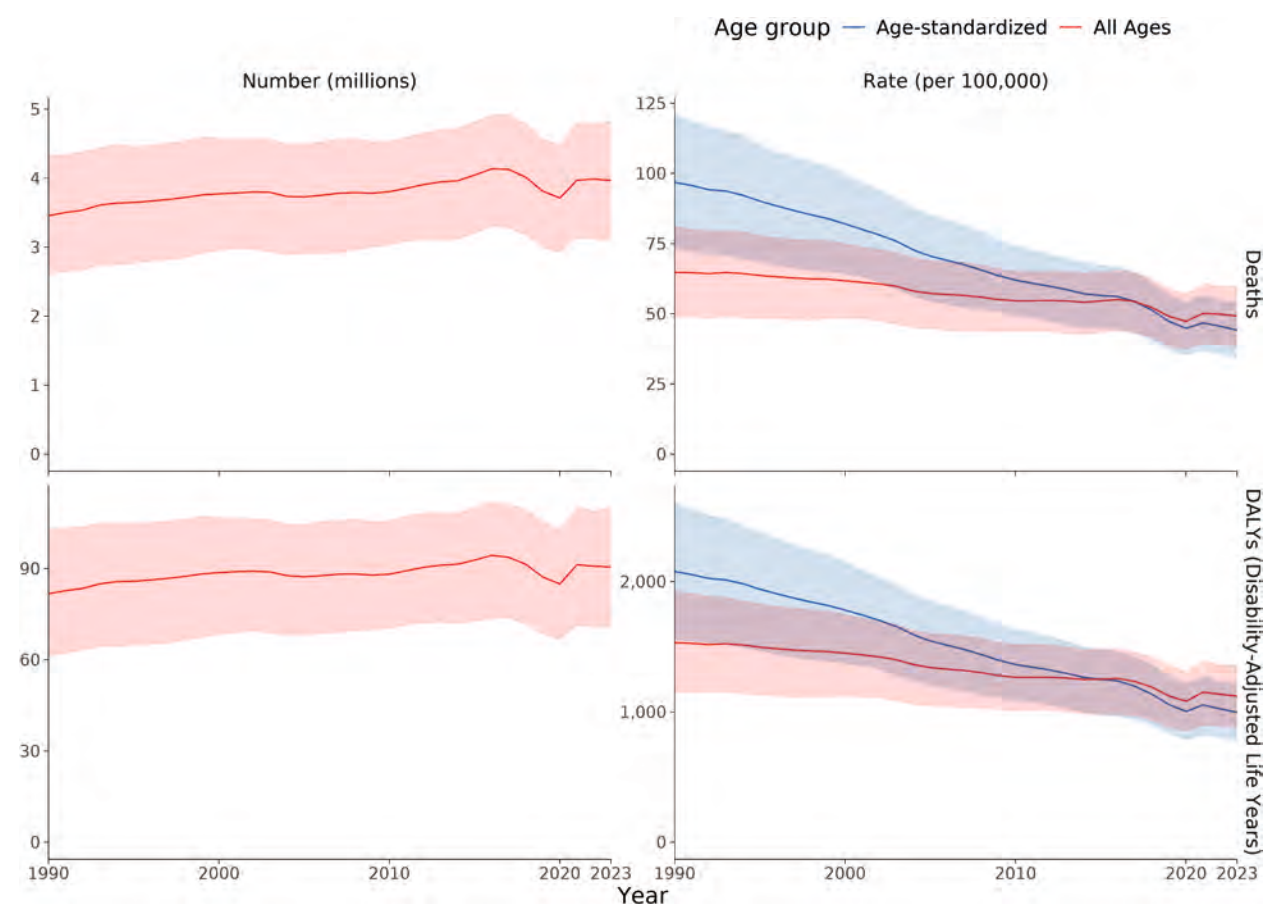 Age group Age-standardized All Ages
Number (millions)
Rate (per 100,000)
5
4
3
2
1
0
125
100
75
50
25
0
Deaths
90
60
30
0
2,000
1,000
0
DALYs (Disability-Adjusted Life Years)
1990 2000 2010 2020 2023
1990 2000 2010 2020 2023
Year